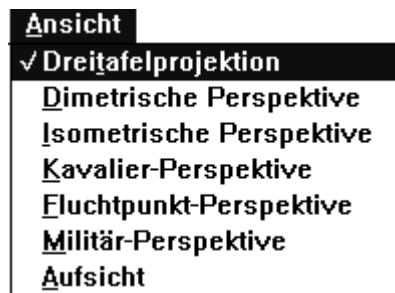 Ansicht
✓ Dreitafelprojektion
Dimetrische Perspektive
Isometrische Perspektive
Kavalier-Perspektive
Fluchtpunkt-Perspektive
Militär-Perspektive
Aufsicht